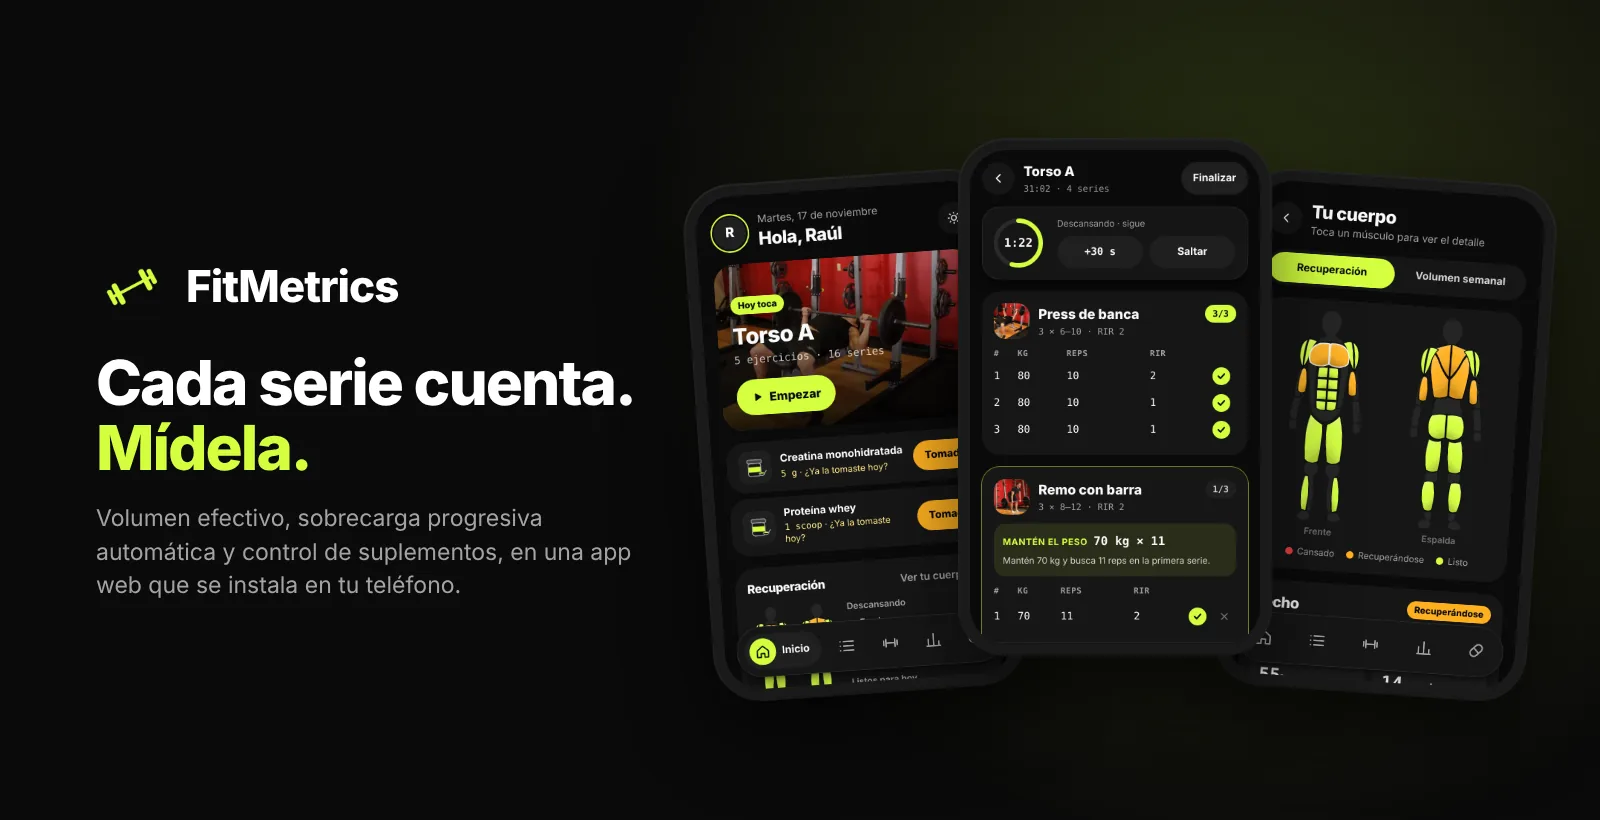 FitMetrics
Cada serie cuenta.
Mídela.
Volumen efectivo, sobrecarga progresiva
automática y control de suplementos, en una app
web que se instala en tu teléfono.
R
Martes, 17 de noviembre
Hola, Raúl
Hoy toca
Torso A
5 ejercicios · 16 series
Empezar
Creatina monohidratada
5 g · ¿Ya la tomaste hoy?
Proteína whey
1 scoop · ¿Ya la tomaste
hoy?
Recuperación
Ver tu
Descansando
Inicio
Listos para hoy
Torso A
31:02 · 4 series
Finalizar
1:22
Descansando · sigue
+30 s
Saltar
Press de banca
3/3
3 × 6–10 · RIR 2
# KG REPS RIR
1 80 10 2
2 80 10 1
3 80 10 1
Remo con barra
1/3
3 × 8–12 · RIR 2
MANTÉN EL PESO 70 kg × 11
Mantén 70 kg y busca 11 reps en la primera serie.
# KG REPS RIR
1 70 11 2
Tu cuerpo
Toca un músculo para ver el detalle
Recuperación
Volumen semanal
Frente
Espalda
Cansado
Recuperándose
Listo
Recuperándose